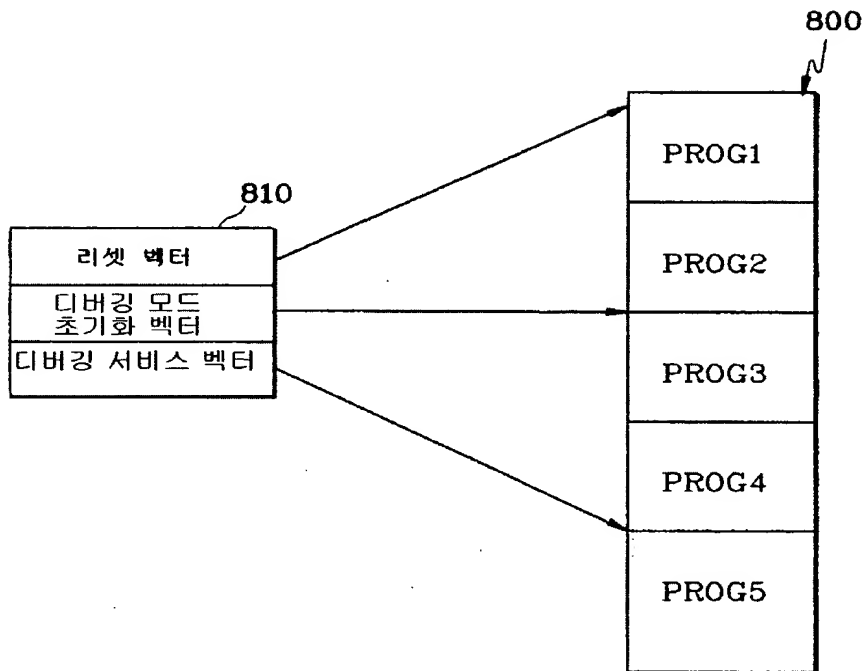 800
PROG1
810
리셋 벡터
PROG2
디버깅 모드
초기화 벡터
디버깅 서비스 벡터
PROG3
PROG4
PROG5